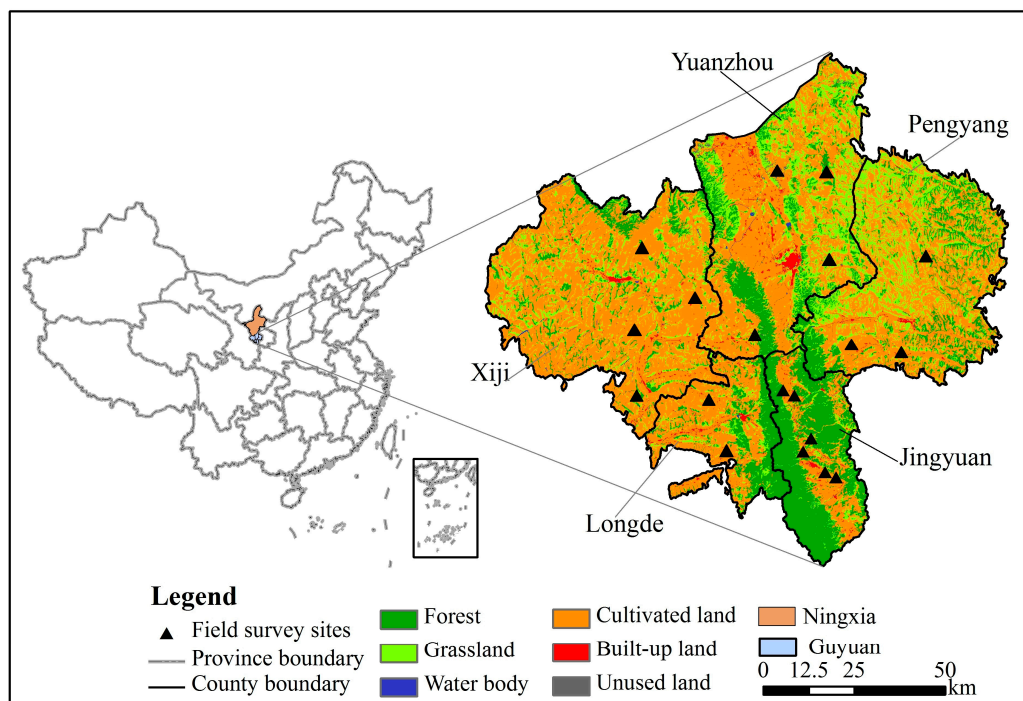 Yuanzhou
Pengyang
Xiji
Jingyuan
Longde
Legend
Field survey sites
Province boundary
County boundary
Forest
Grassland
Water body
Cultivated land
Built-up land
Unused land
Ningxia
Guyuan
0 12.5 25 50
km